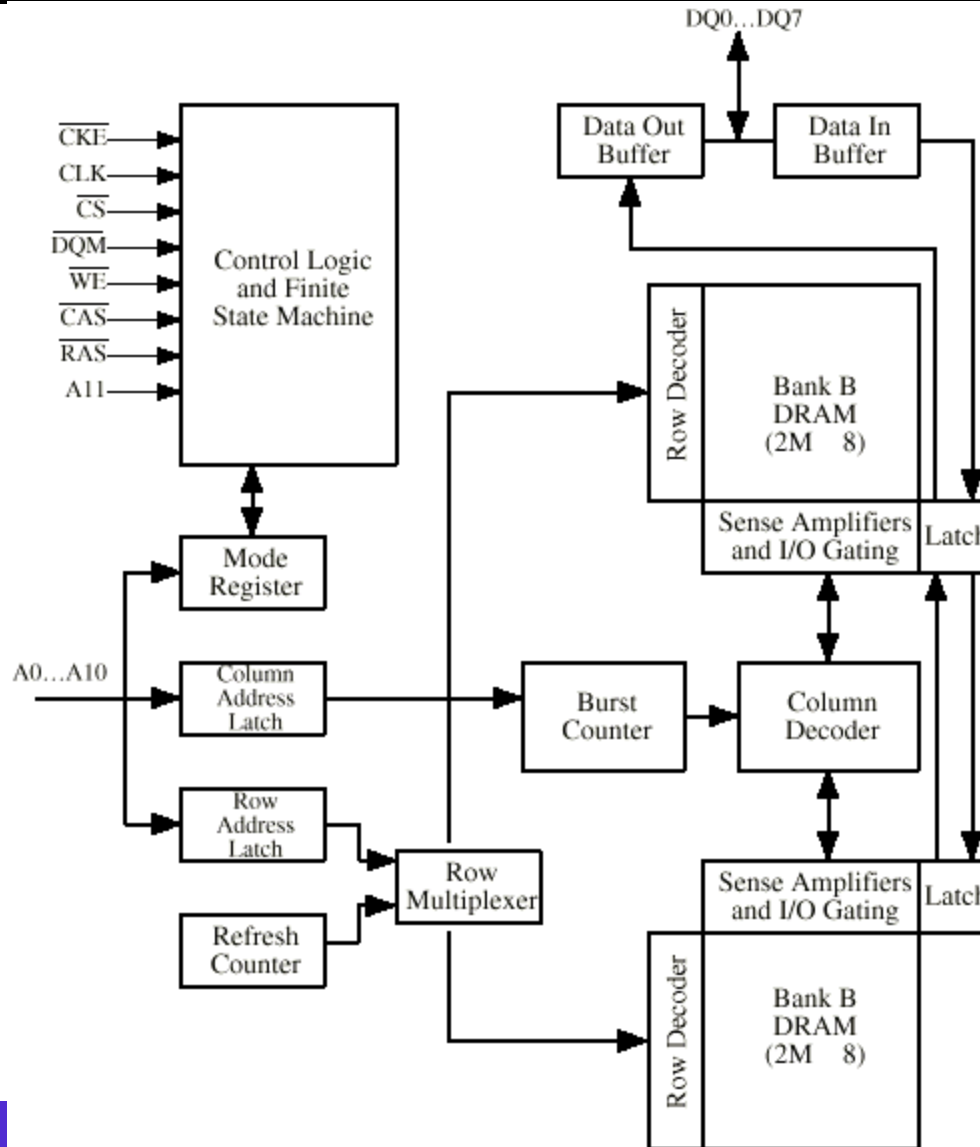 DQ0...DQ7
Data Out
Buffer
Data In
Buffer
CKE
CLK
CS
DQM
WE
CAS
RAS
A11
Control Logic
and Finite
State Machine
Row Decoder
Bank B
DRAM
(2M 8)
Sense Amplifiers
and I/O Gating
Latch
Mode
Register
A0...A10
Column
Address
Latch
Burst
Counter
Column
Decoder
Row
Address
Latch
Row
Multiplexer
Refresh
Counter
Sense Amplifiers
and I/O Gating
Latch
Row Decoder
Bank B
DRAM
(2M 8)